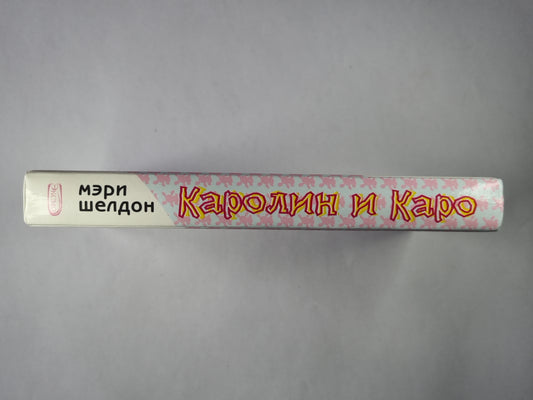 мэри
шелдон
Каролин и Каро